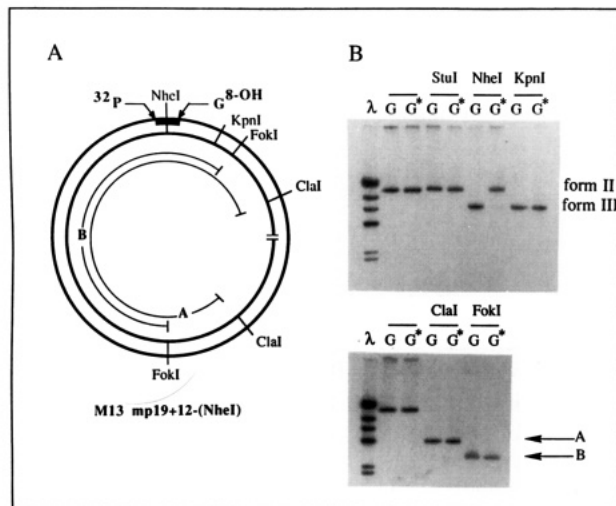 A
³²P
NheI
G⁸⁻ᴼᴴ
KpnI
FokI
ClaI
B
A
ClaI
FokI
M13 mp19+12-(NheI)
B
StuI NheI KpnI
λ G G* G G* G G* G G*
form II
form III
ClaI FokI
λ G G* G G* G G*
A
B